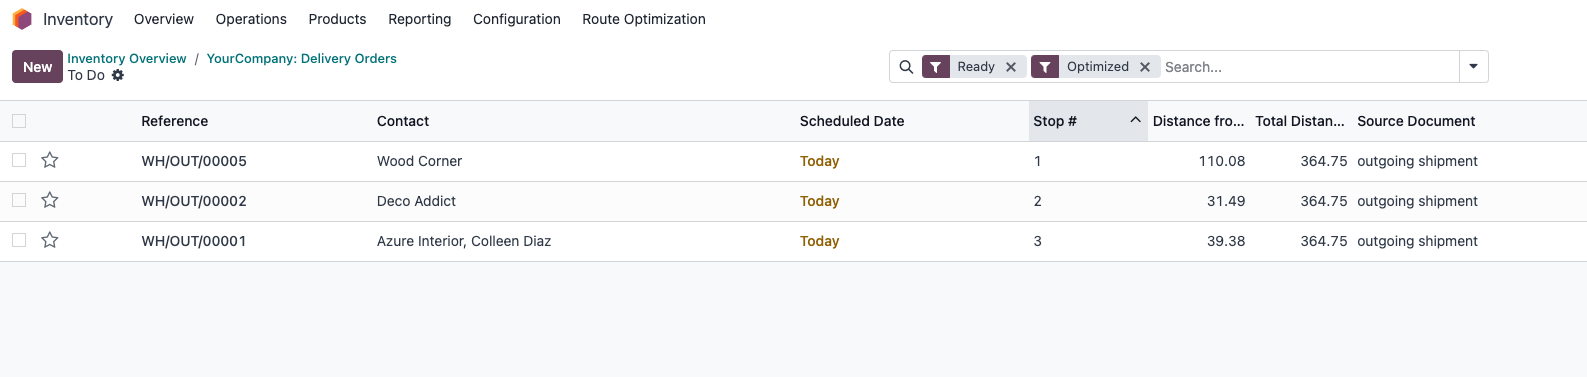 Inventory Overview Operations Products Reporting Configuration Route Optimization
New Inventory Overview / YourCompany: Delivery Orders
To Do
Ready Optimized Search...
Reference Contact Scheduled Date Stop # Distance fro... Total Distan... Source Document
WH/OUT/00005 Wood Corner Today 1 110.08 364.75 outgoing shipment
WH/OUT/00002 Deco Addict Today 2 31.49 364.75 outgoing shipment
WH/OUT/00001 Azure Interior, Colleen Diaz Today 3 39.38 364.75 outgoing shipment